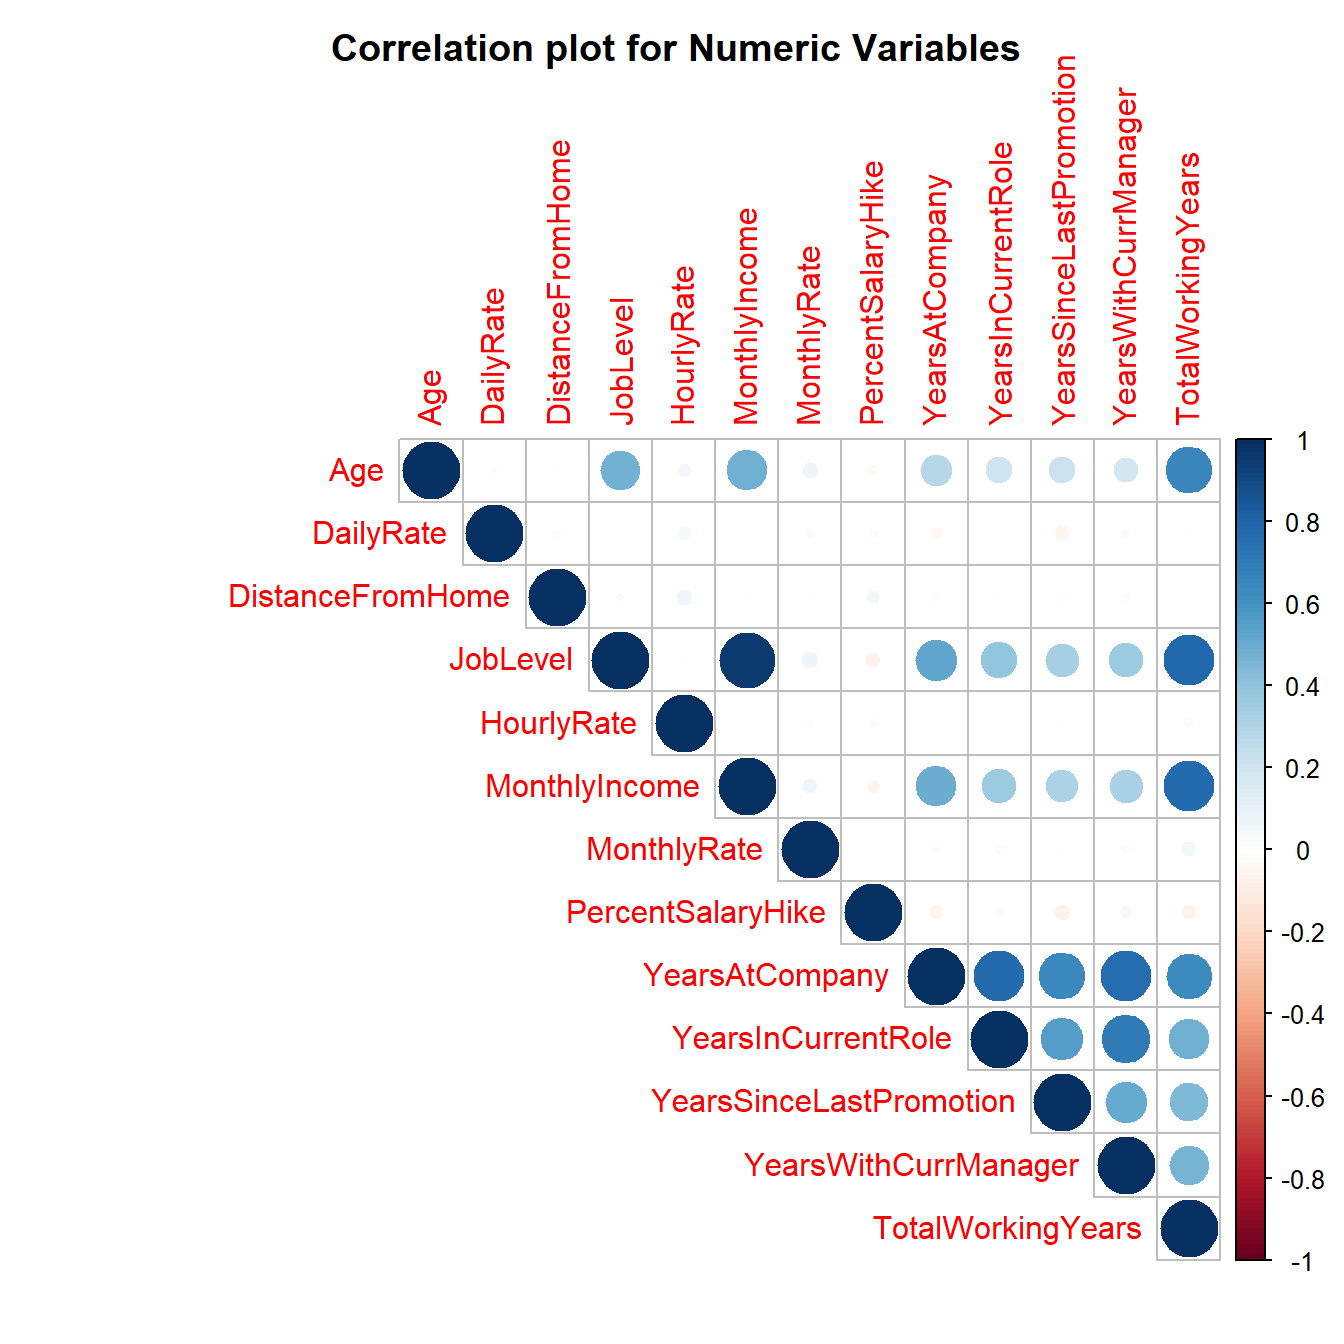 Correlation plot for Numeric Variables
Age
DailyRate
DistanceFromHome
JobLevel
HourlyRate
MonthlyIncome
MonthlyRate
PercentSalaryHike
YearsAtCompany
YearsInCurrentRole
YearsSinceLastPromotion
YearsWithCurrManager
TotalWorkingYears
Age
DailyRate
DistanceFromHome
JobLevel
HourlyRate
MonthlyIncome
MonthlyRate
PercentSalaryHike
YearsAtCompany
YearsInCurrentRole
YearsSinceLastPromotion
YearsWithCurrManager
TotalWorkingYears
1
0.8
0.6
0.4
0.2
0
-0.2
-0.4
-0.6
-0.8
-1